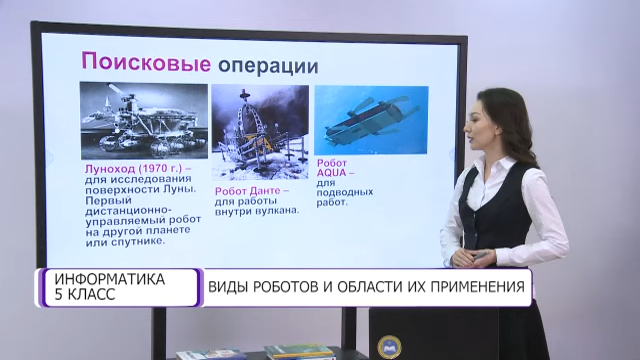 Поисковые операции
Луноход (1970 г.) –
для исследования
поверхности Луны.
Первый
дистанционно-
управляемый робот
на другой планете
или спутнике.
Робот Данте –
для работы
внутри вулкана.
Робот
AQUA –
для
подводных
работ.
ИНФОРМАТИКА
5 КЛАСС
ВИДЫ РОБОТОВ И ОБЛАСТИ ИХ ПРИМЕНЕНИЯ